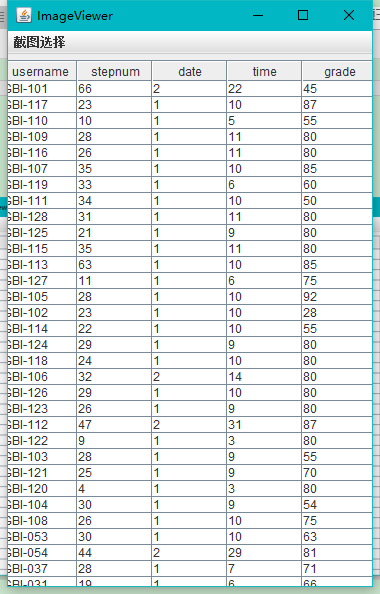 ImageViewer
截图选择
username stepnum date time grade
GBI-101 66 2 22 45
GBI-117 23 1 10 87
GBI-110 10 1 5 55
GBI-109 28 1 11 80
GBI-116 26 1 11 80
GBI-107 35 1 10 85
GBI-119 33 1 6 60
GBI-111 34 1 10 50
GBI-128 31 1 11 80
GBI-125 21 1 9 80
GBI-115 35 1 11 80
GBI-113 63 1 10 85
GBI-127 11 1 6 75
GBI-105 28 1 10 92
GBI-102 23 1 10 28
GBI-114 22 1 10 55
GBI-124 29 1 9 80
GBI-118 24 1 10 80
GBI-106 32 2 14 80
GBI-126 29 1 10 80
GBI-123 26 1 9 80
GBI-112 47 2 31 87
GBI-122 9 1 3 80
GBI-103 28 1 9 55
GBI-121 25 1 9 70
GBI-120 4 1 3 80
GBI-104 30 1 9 54
GBI-108 26 1 10 75
GBI-053 30 1 10 63
GBI-054 44 2 29 81
GBI-037 28 1 7 71
GBI-031 19 1 6 66